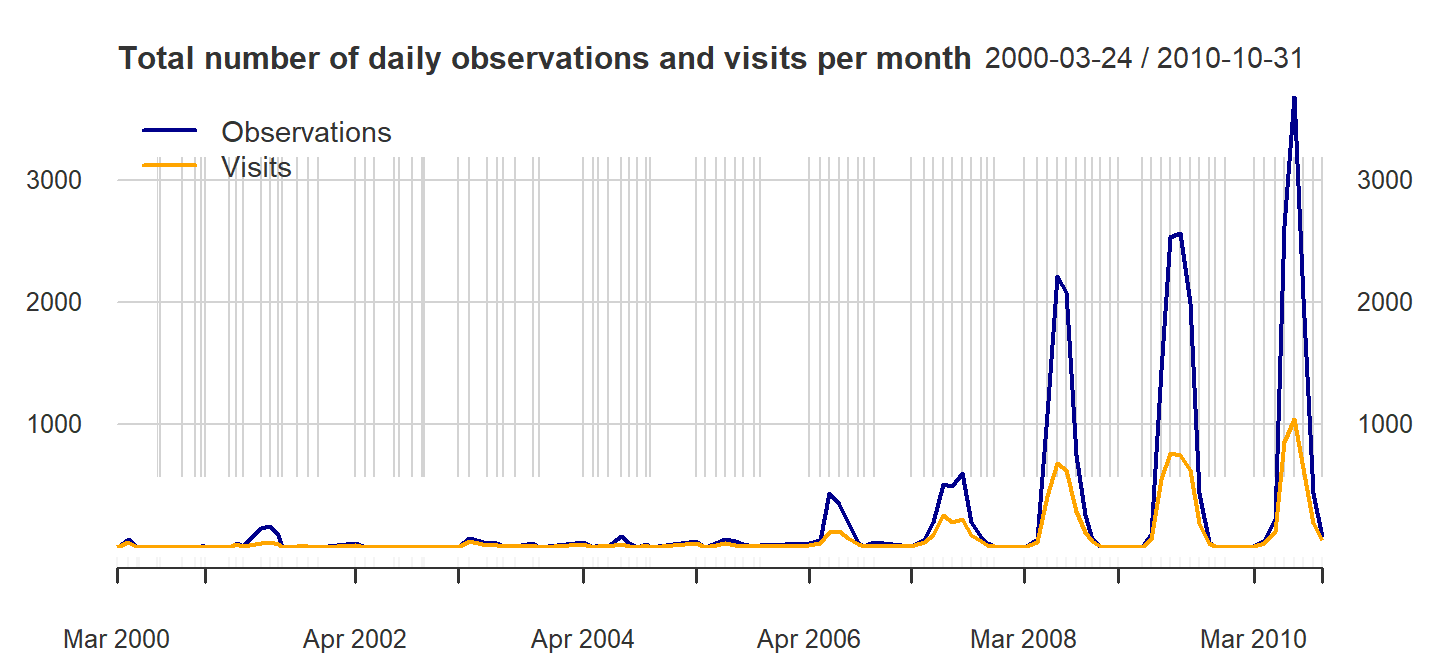 Total number of daily observations and visits per month 2000-03-24 / 2010-10-31
Observations
Visits
3000 3000
2000 2000
1000 1000
Mar 2000 Apr 2002 Apr 2004 Apr 2006 Mar 2008 Mar 2010